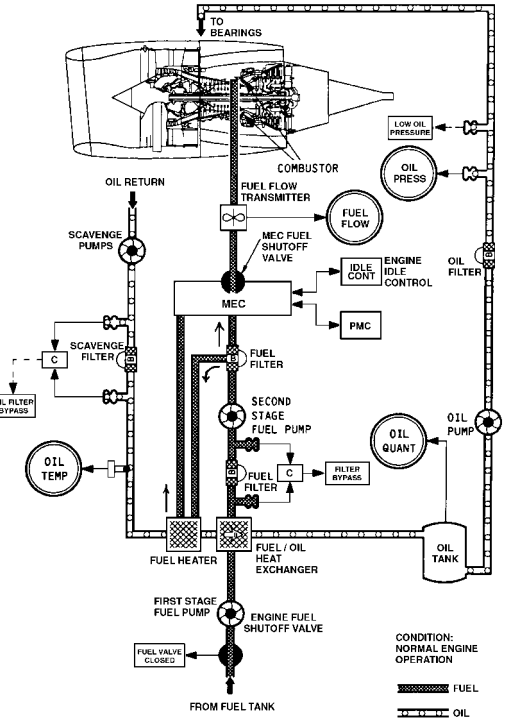 TO
BEARINGS
LOW OIL
PRESSURE
COMBUSTOR
OIL
PRESS
OIL RETURN
FUEL FLOW
TRANSMITTER
FUEL
FLOW
SCAVENGE
PUMPS
MEC FUEL
SHUTOFF
VALVE
OIL
FILTER
B
IDLE
CONT
ENGINE
IDLE
CONTROL
MEC
PMC
SCAVENGE
FILTER
B
C
FUEL
FILTER
B
BYPASS
SECOND
STAGE
FUEL PUMP
OIL
PUMP
OIL
QUANT
OIL
TEMP
FUEL
FILTER
B
C
FILTER
BYPASS
FUEL HEATER
FUEL / OIL
HEAT
EXCHANGER
OIL
TANK
FIRST STAGE
FUEL PUMP
ENGINE FUEL
SHUTOFF VALVE
FUEL VALVE
CLOSED
FROM FUEL TANK
CONDITION:
NORMAL ENGINE
OPERATION
FUEL
OIL